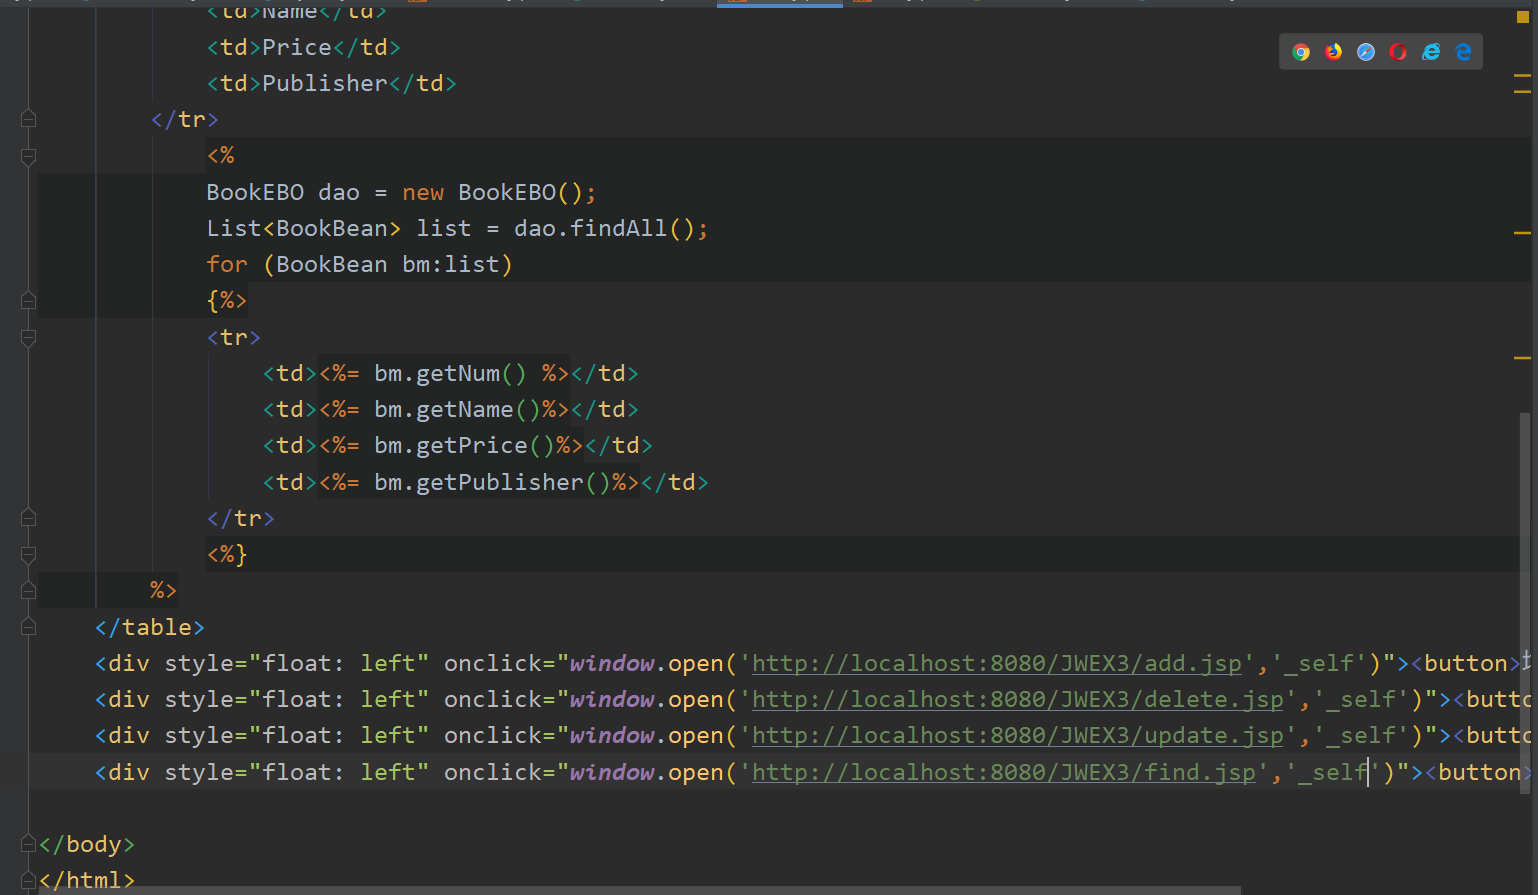 <td>Name</td>
<td>Price</td>
<td>Publisher</td>
</tr>
<%
BookEBO dao = new BookEBO();
List<BookBean> list = dao.findAll();
for (BookBean bm:list)
{%>
<tr>
<td><%= bm.getNum() %></td>
<td><%= bm.getName()%></td>
<td><%= bm.getPrice()%></td>
<td><%= bm.getPublisher()%></td>
</tr>
<%}
%>
</table>
<div style="float: left" onclick="window.open('http://localhost:8080/JWEX3/add.jsp','_self')"><button>
<div style="float: left" onclick="window.open('http://localhost:8080/JWEX3/delete.jsp','_self')"><butto
<div style="float: left" onclick="window.open('http://localhost:8080/JWEX3/update.jsp','_self')"><butto
<div style="float: left" onclick="window.open('http://localhost:8080/JWEX3/find.jsp','_self')"><button>
</body>
</html>